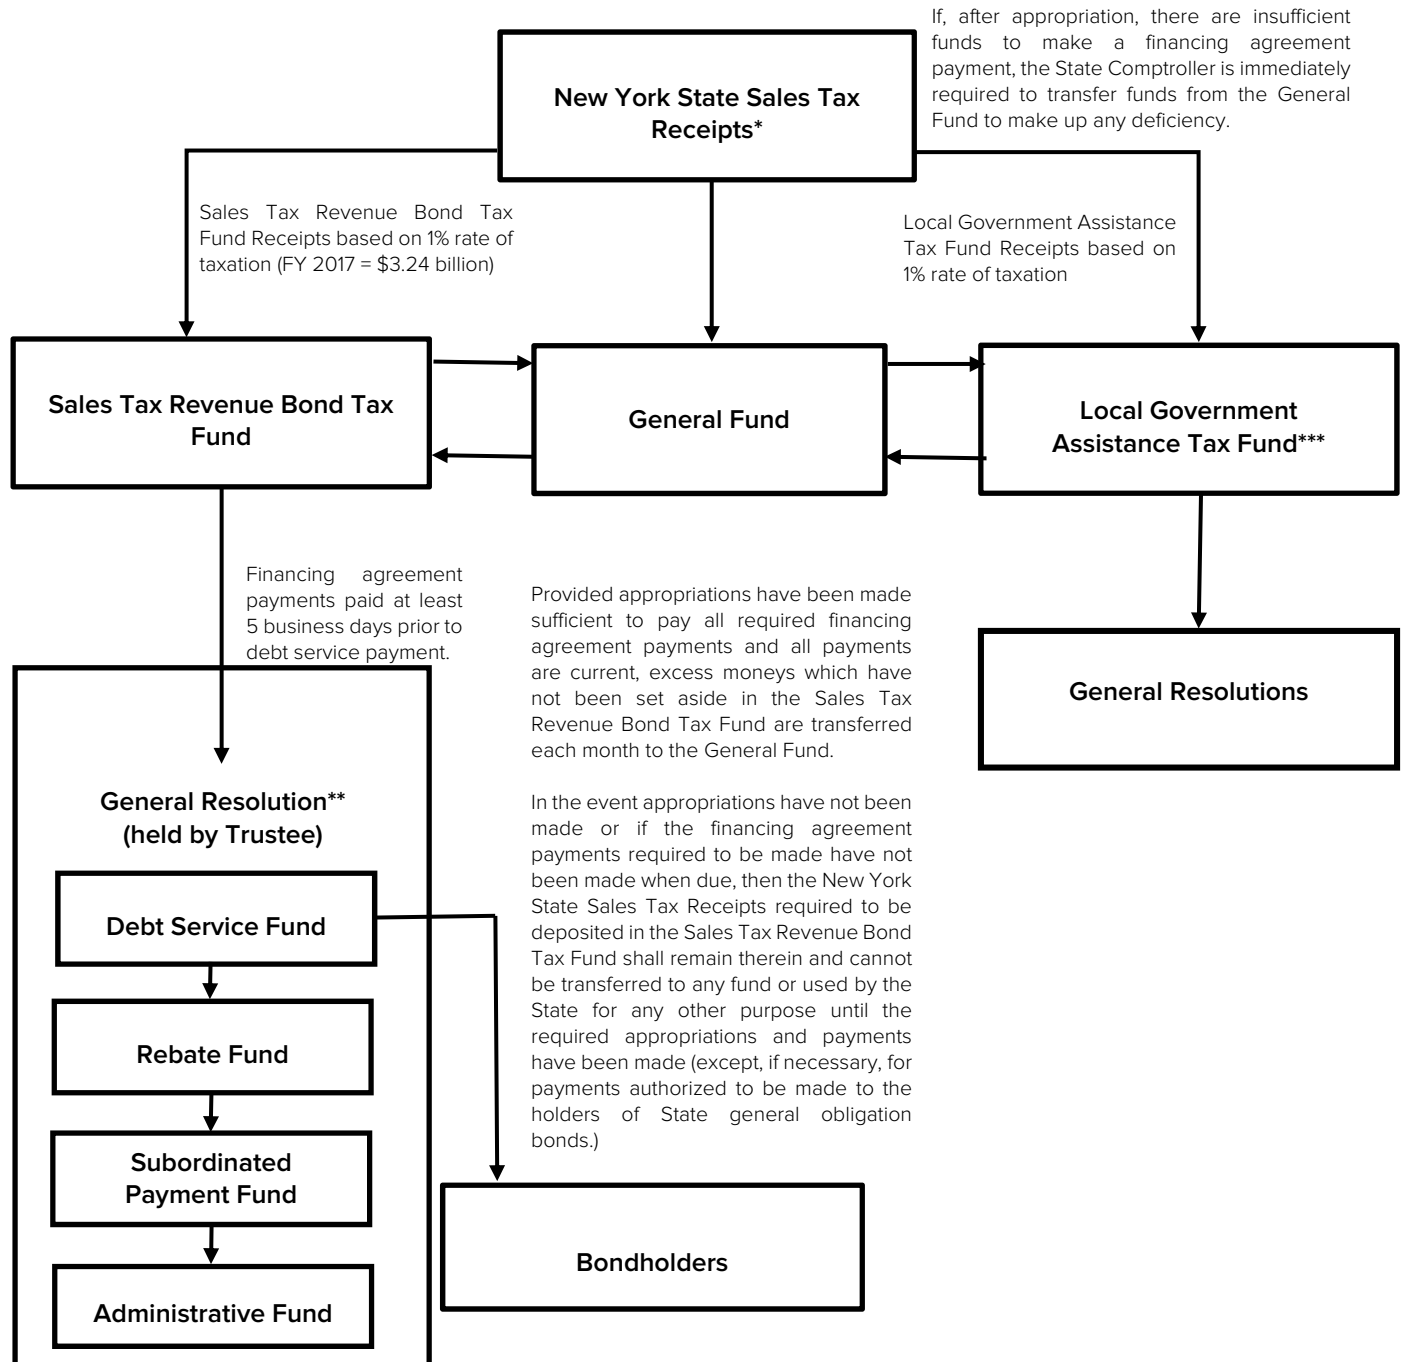 If, after appropriation, there are insufficient
funds to make a financing agreement
payment, the State Comptroller is immediately
required to transfer funds from the General
Fund to make up any deficiency.
New York State Sales Tax
Receipts*
Sales Tax Revenue Bond Tax
Fund Receipts based on 1% rate of
taxation (FY 2017 = $3.24 billion)
Local Government Assistance
Tax Fund Receipts based on
1% rate of taxation
Sales Tax Revenue Bond Tax
Fund
General Fund
Local Government
Assistance Tax Fund***
Financing agreement
payments paid at least
5 business days prior to
debt service payment.
Provided appropriations have been made
sufficient to pay all required financing
agreement payments and all payments
are current, excess moneys which have
not been set aside in the Sales Tax
Revenue Bond Tax Fund are transferred
each month to the General Fund.
In the event appropriations have not been
made or if the financing agreement
payments required to be made have not
been made when due, then the New York
State Sales Tax Receipts required to be
deposited in the Sales Tax Revenue Bond
Tax Fund shall remain therein and cannot
be transferred to any fund or used by the
State for any other purpose until the
required appropriations and payments
have been made (except, if necessary, for
payments authorized to be made to the
holders of State general obligation
bonds.)
General Resolutions
General Resolution**
(held by Trustee)
Debt Service Fund
Rebate Fund
Subordinated
Payment Fund
Administrative Fund
Bondholders